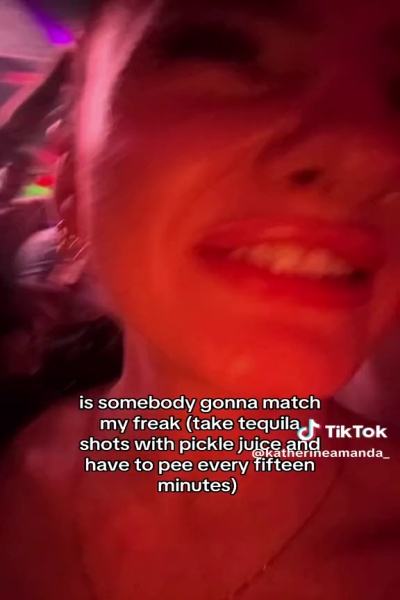 is somebody gonna match
my freak (take tequila
shots with pickle juice and
have to pee every fifteen
minutes)
TikTok
@katherineamanda_